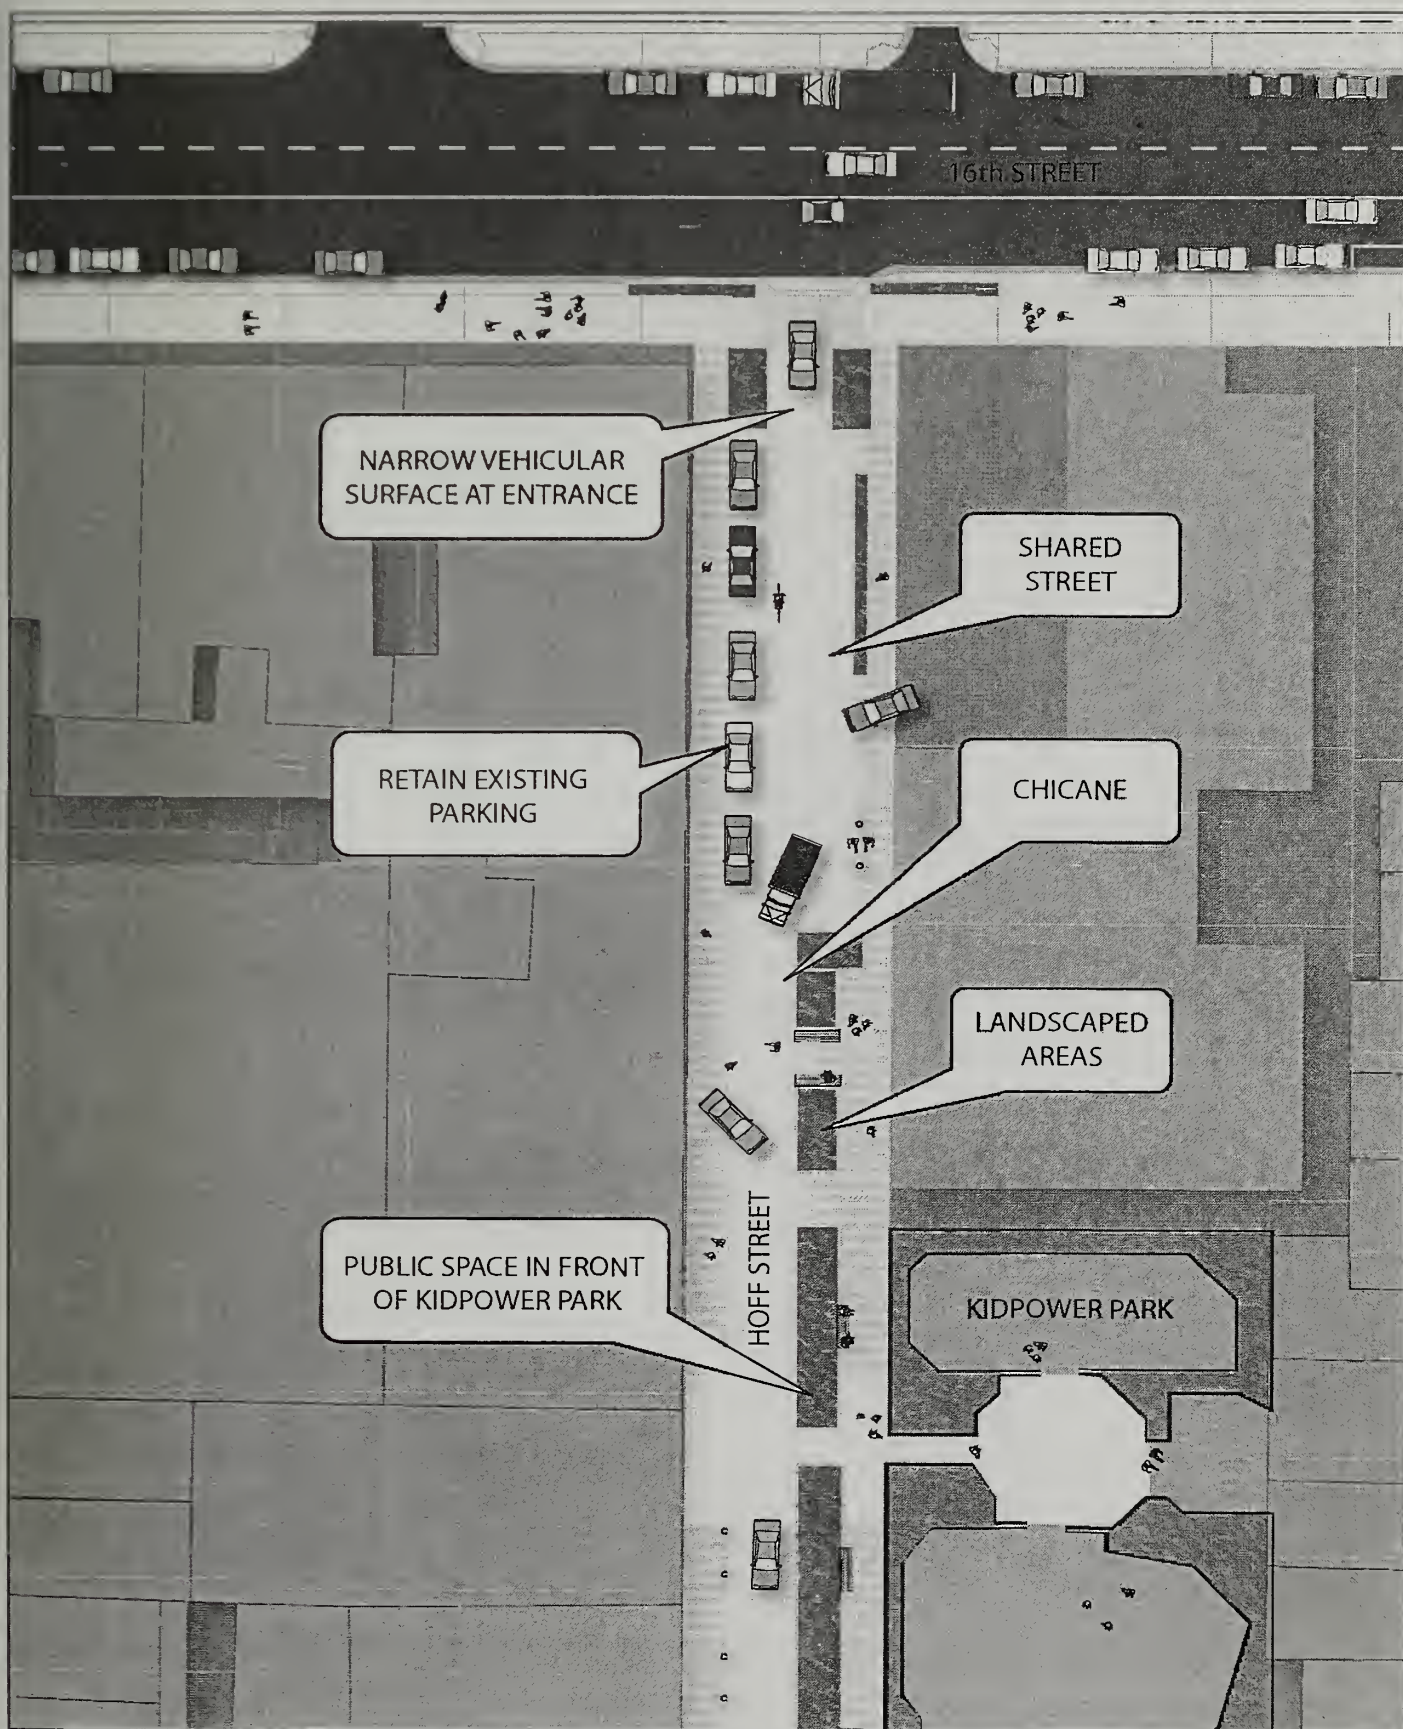 16th STREET
NARROW VEHICULAR
SURFACE AT ENTRANCE
SHARED
STREET
RETAIN EXISTING
PARKING
CHICANE
LANDSCAPED
AREAS
HOFF STREET
PUBLIC SPACE IN FRONT
OF KIDPOWER PARK
KIDPOWER PARK